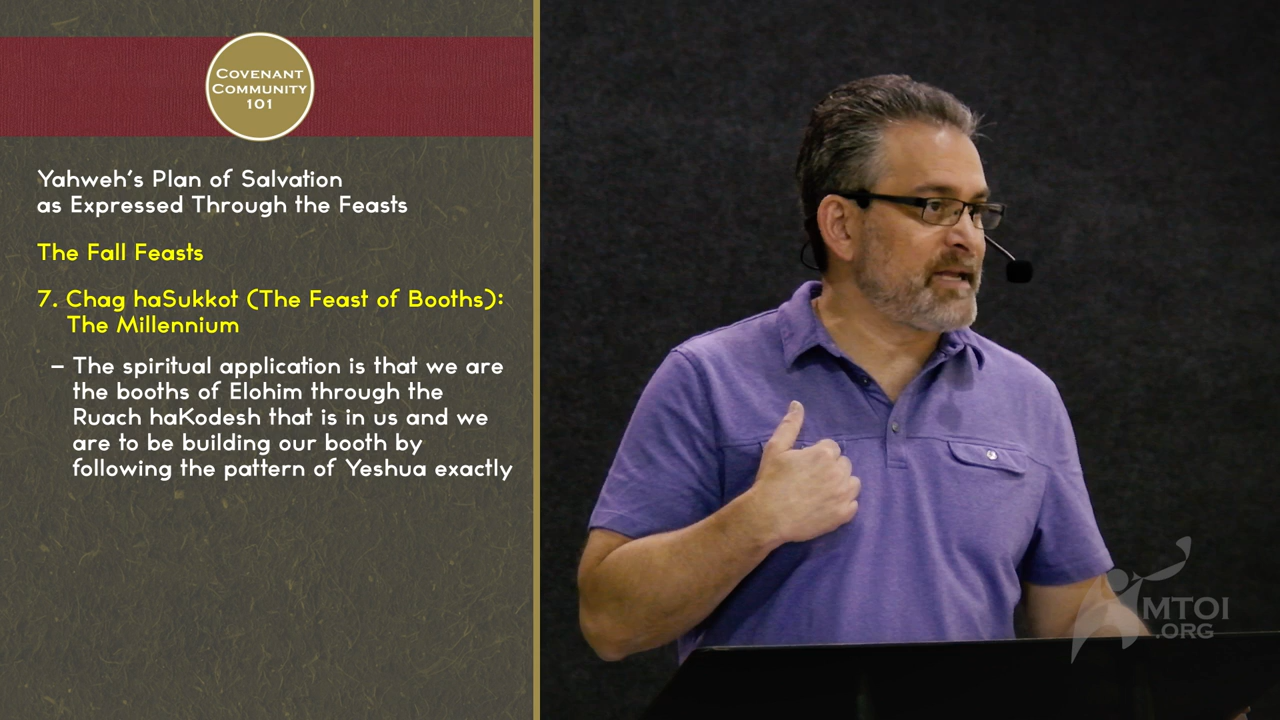 COVENANT
COMMUNITY
101
Yahweh's Plan of Salvation
as Expressed Through the Feasts
The Fall Feasts
7. Chag haSukkot (The Feast of Booths):
The Millennium
– The spiritual application is that we are
the booths of Elohim through the
Ruach haKodesh that is in us and we
are to be building our booth by
following the pattern of Yeshua exactly
MTOI
.ORG